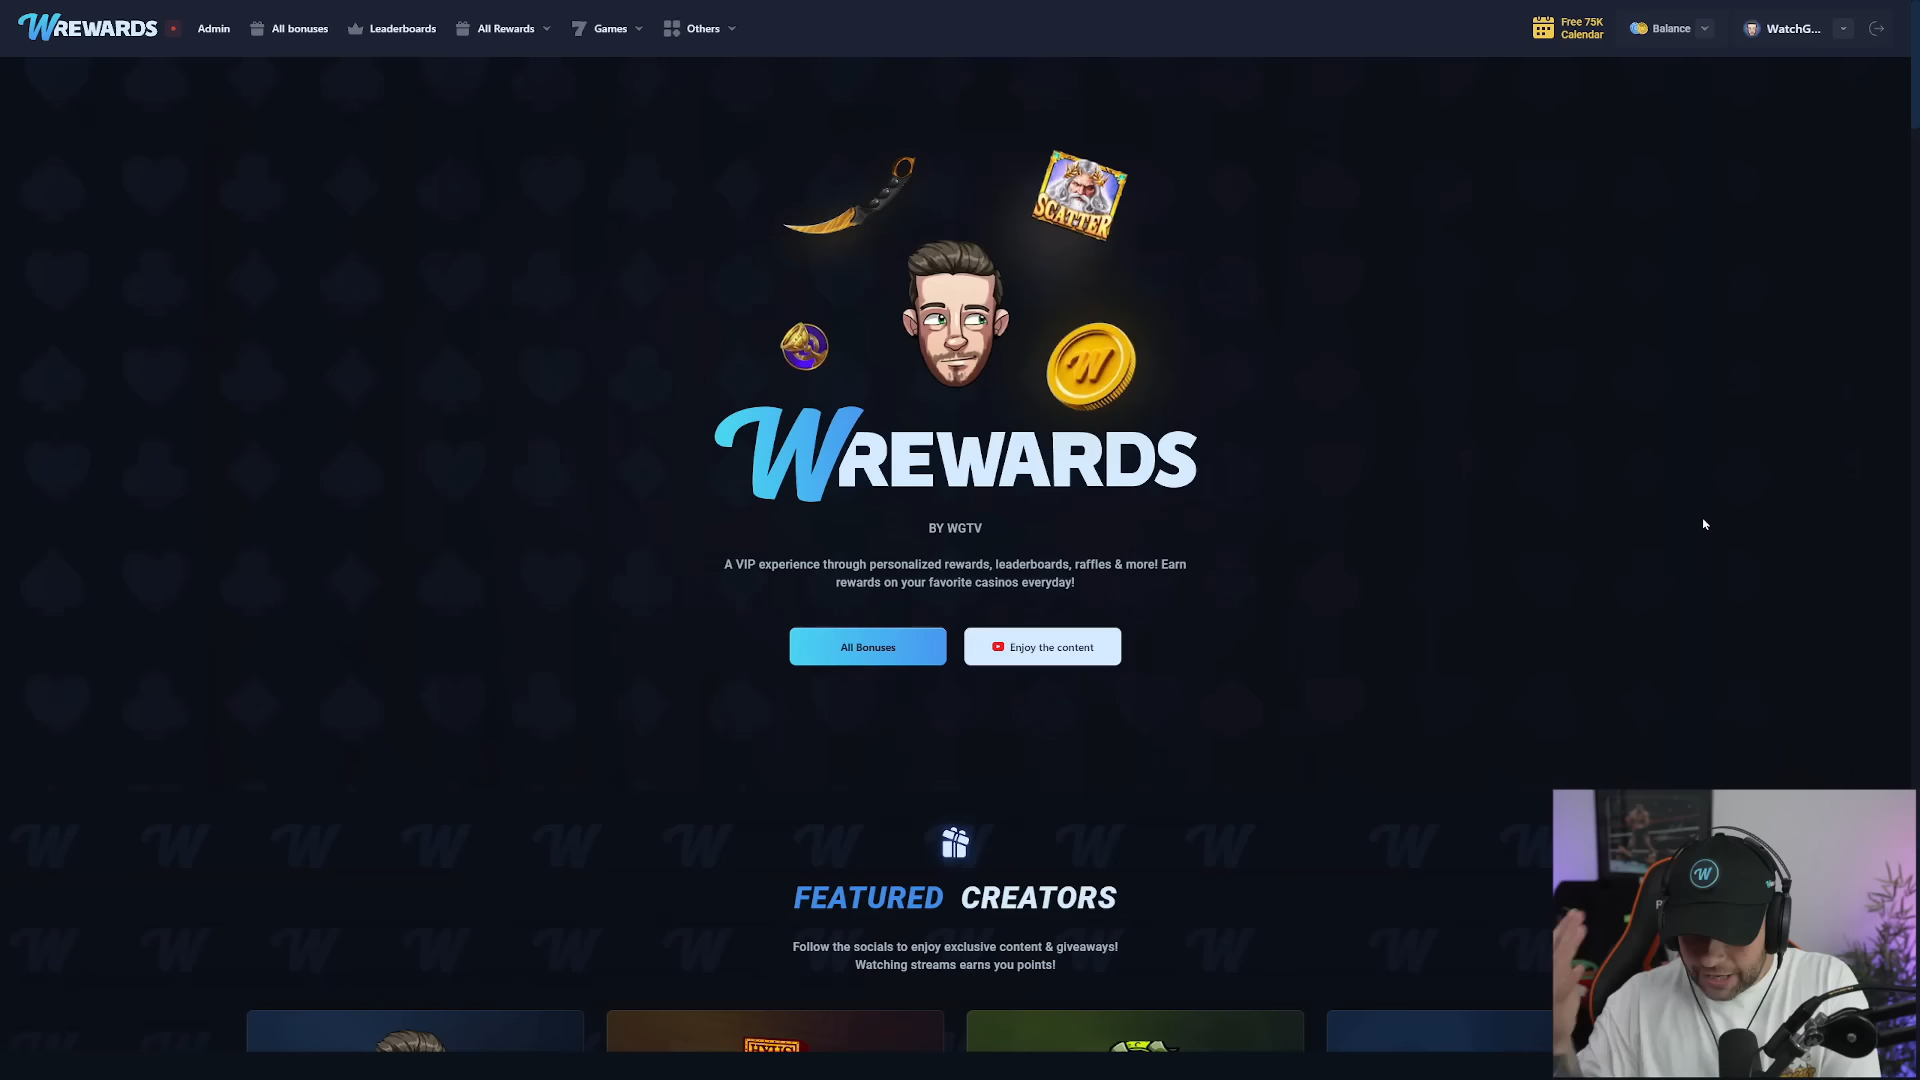 WREWARDS
Admin
All bonuses
Leaderboards
All Rewards
Games
Others
Free 75K
Calendar
Balance
WatchG...
SCATTER
W
WREWARDS
BY WGTV
A VIP experience through personalized rewards, leaderboards, raffles & more! Earn
rewards on your favorite casinos everyday!
All Bonuses
Enjoy the content
FEATURED CREATORS
Follow the socials to enjoy exclusive content & giveaways!
Watching streams earns you points!
W